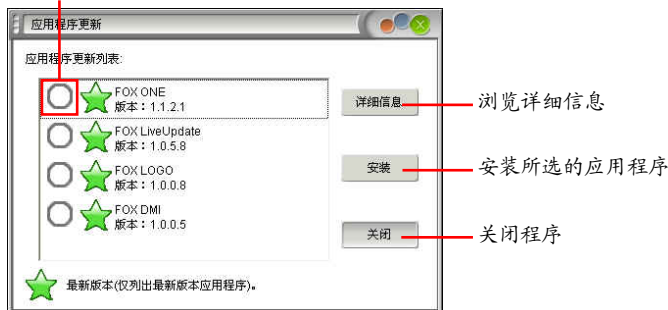 应用程序更新
应用程序更新列表:
FOX ONE
版本：1.1.2.1
详细信息
浏览详细信息
FOX LiveUpdate
版本：1.0.5.8
FOX LOGO
版本：1.0.0.8
安装
安装所选的应用程序
FOX DMI
版本：1.0.0.5
关闭
关闭程序
最新版本(仅列出最新版本应用程序)。